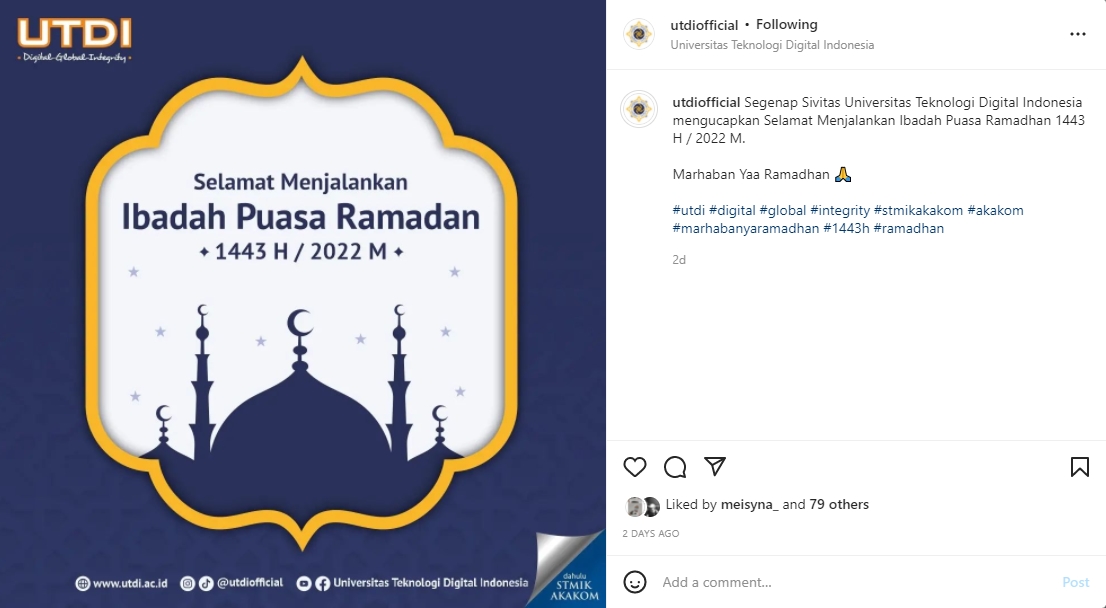 UTDI
• Digital-Global-Integrity •
Selamat Menjalankan
Ibadah Puasa Ramadan
1443 H / 2022 M
www.utdi.ac.id @utdiofficial Universitas Teknologi Digital Indonesia
dahulu
STMIK
AKAKOM
utdiofficial • Following
Universitas Teknologi Digital Indonesia
utdiofficial Segenap Sivitas Universitas Teknologi Digital Indonesia
mengucapkan Selamat Menjalankan Ibadah Puasa Ramadhan 1443
H / 2022 M.
Marhaban Yaa Ramadhan 🙏
#utdi #digital #global #integrity #stmikakakom #akakom
#marhabanyaramadhan #1443h #ramadhan
2d
Liked by meisyna_ and 79 others
2 DAYS AGO
Add a comment...
Post